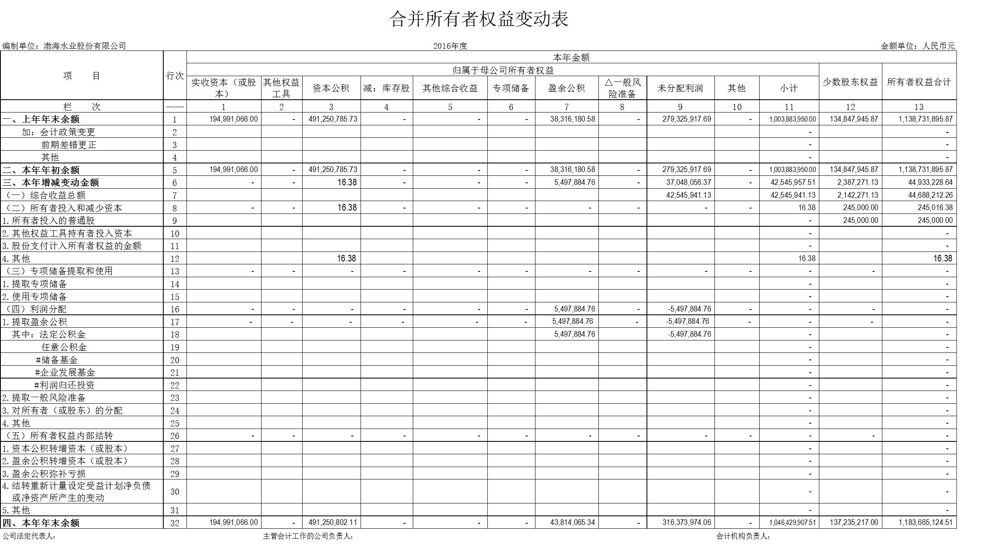 合并所有者权益变动表
编制单位：渤海水业股份有限公司 2016年度 金额单位：人民币元
项 目 行次 本年金额
归属于母公司所有者权益 少数股东权益 所有者权益合计
实收资本（或股本） 其他权益工具 资本公积 减：库存股 其他综合收益 专项储备 盈余公积 △一般风险准备 未分配利润 其他 小计
栏 次 —— 1 2 3 4 5 6 7 8 9 10 11 12 13
一、上年年末余额 1 194,991,066.00 - 491,250,785.73 - - - 38,316,180.58 - 279,325,917.69 - 1,003,883,950.00 134,847,945.87 1,138,731,895.87
加：会计政策变更 2 - -
前期差错更正 3 - -
其他 4 - -
二、本年年初余额 5 194,991,066.00 - 491,250,785.73 - - - 38,316,180.58 - 279,325,917.69 - 1,003,883,950.00 134,847,945.87 1,138,731,895.87
三、本年增减变动金额 6 - - 16.38 - - - 5,497,884.76 - 37,048,056.37 - 42,545,957.51 2,387,271.13 44,933,228.64
（一）综合收益总额 7 42,545,941.13 42,545,941.13 2,142,271.13 44,688,212.26
（二）所有者投入和减少资本 8 - - 16.38 - - - - - - - 16.38 245,000.00 245,016.38
1.所有者投入的普通股 9 - 245,000.00 245,000.00
2.其他权益工具持有者投入资本 10 - -
3.股份支付计入所有者权益的金额 11 - -
4.其他 12 16.38 16.38 16.38
（三）专项储备提取和使用 13 - - - - - - - - - - - - -
1.提取专项储备 14 - -
2.使用专项储备 15 - -
（四）利润分配 16 - - - - - - 5,497,884.76 - -5,497,884.76 - - - -
1.提取盈余公积 17 - - - - - - 5,497,884.76 - -5,497,884.76 - - - -
其中：法定公积金 18 5,497,884.76 -5,497,884.76 - -
任意公积金 19 - -
#储备基金 20 - -
#企业发展基金 21 - -
#利润归还投资 22 - -
2.提取一般风险准备 23 - -
3.对所有者（或股东）的分配 24 - -
4.其他 25 - -
（五）所有者权益内部结转 26 - - - - - - - - - - - - -
1.资本公积转增资本（或股本） 27 - -
2.盈余公积转增资本（或股本） 28 - -
3.盈余公积弥补亏损 29 - -
4.结转重新计量设定受益计划净负债
或净资产所产生的变动 30 - -
5.其他 31 - -
四、本年年末余额 32 194,991,066.00 - 491,250,802.11 - - - 43,814,065.34 - 316,373,974.06 - 1,046,429,907.51 137,235,217.00 1,183,665,124.51
公司法定代表人： 主管会计工作的公司负责人： 会计机构负责人：